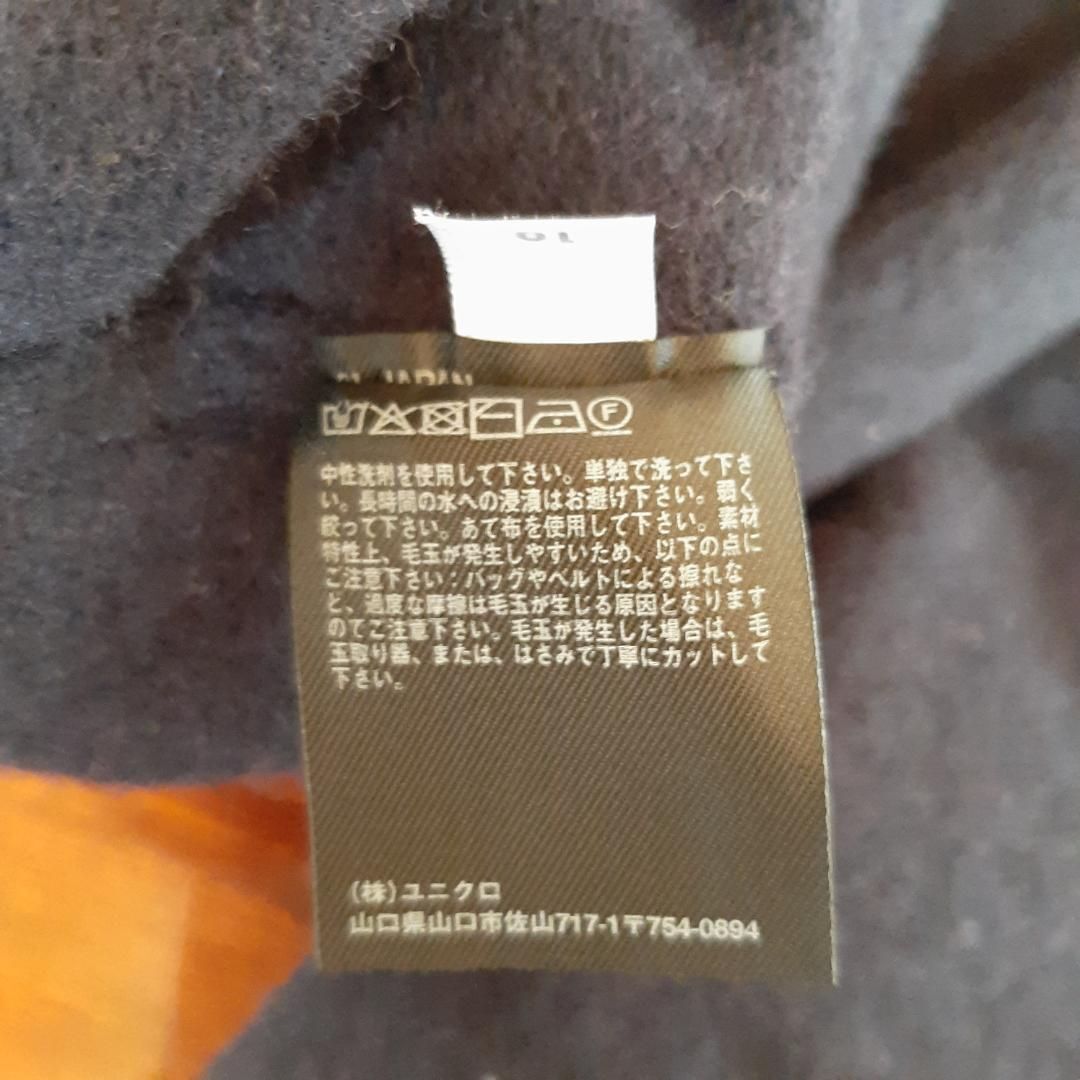 01
JAPAN
F
中性洗剤を使用して下さい。単独で洗って下さ
い。長時間の水への浸漬はお避け下さい。弱く
絞って下さい。あて布を使用して下さい。素材
特性上、毛玉が発生しやすいため、以下の点に
ご注意下さい:バッグやベルトによる擦れな
ど、過度な摩擦は毛玉が生じる原因となります
のでご注意下さい。毛玉が発生した場合は、毛
玉取り器、または、はさみで丁寧にカットして
下さい。
(株)ユニクロ
山口県山口市佐山717-1〒754-0894